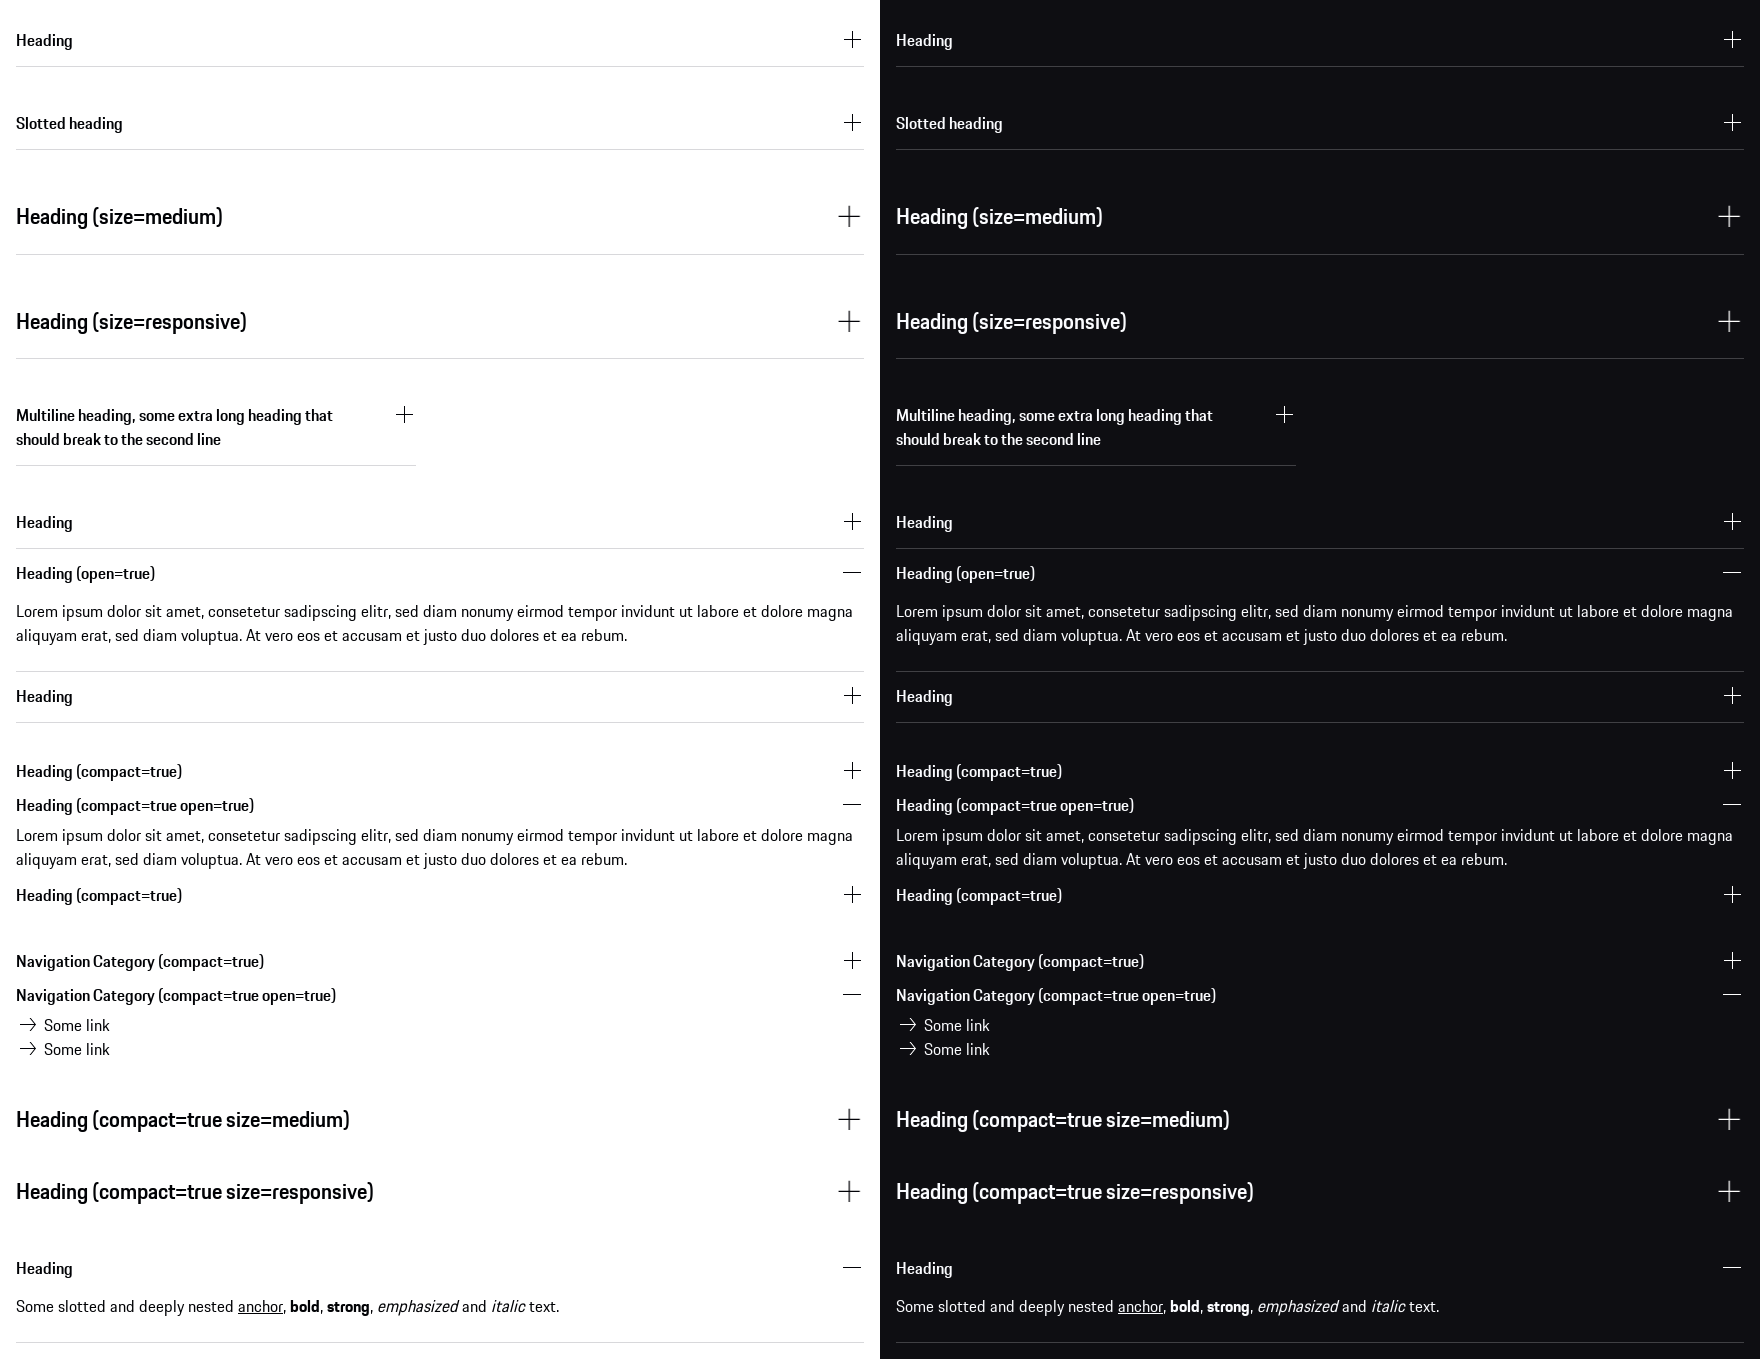 Heading
Slotted heading
Heading (size=medium)
Heading (size=responsive)
Multiline heading, some extra long heading that
should break to the second line
Heading
Heading (open=true)
Lorem ipsum dolor sit amet, consetetur sadipscing elitr, sed diam nonumy eirmod tempor invidunt ut labore et dolore magna
aliquyam erat, sed diam voluptua. At vero eos et accusam et justo duo dolores et ea rebum.
Heading
Heading (compact=true)
Heading (compact=true open=true)
Lorem ipsum dolor sit amet, consetetur sadipscing elitr, sed diam nonumy eirmod tempor invidunt ut labore et dolore magna
aliquyam erat, sed diam voluptua. At vero eos et accusam et justo duo dolores et ea rebum.
Heading (compact=true)
Navigation Category (compact=true)
Navigation Category (compact=true open=true)
Some link
Some link
Heading (compact=true size=medium)
Heading (compact=true size=responsive)
Heading
Some slotted and deeply nested anchor, bold, strong, emphasized and italic text.
Heading
Slotted heading
Heading (size=medium)
Heading (size=responsive)
Multiline heading, some extra long heading that
should break to the second line
Heading
Heading (open=true)
Lorem ipsum dolor sit amet, consetetur sadipscing elitr, sed diam nonumy eirmod tempor invidunt ut labore et dolore magna
aliquyam erat, sed diam voluptua. At vero eos et accusam et justo duo dolores et ea rebum.
Heading
Heading (compact=true)
Heading (compact=true open=true)
Lorem ipsum dolor sit amet, consetetur sadipscing elitr, sed diam nonumy eirmod tempor invidunt ut labore et dolore magna
aliquyam erat, sed diam voluptua. At vero eos et accusam et justo duo dolores et ea rebum.
Heading (compact=true)
Navigation Category (compact=true)
Navigation Category (compact=true open=true)
Some link
Some link
Heading (compact=true size=medium)
Heading (compact=true size=responsive)
Heading
Some slotted and deeply nested anchor, bold, strong, emphasized and italic text.